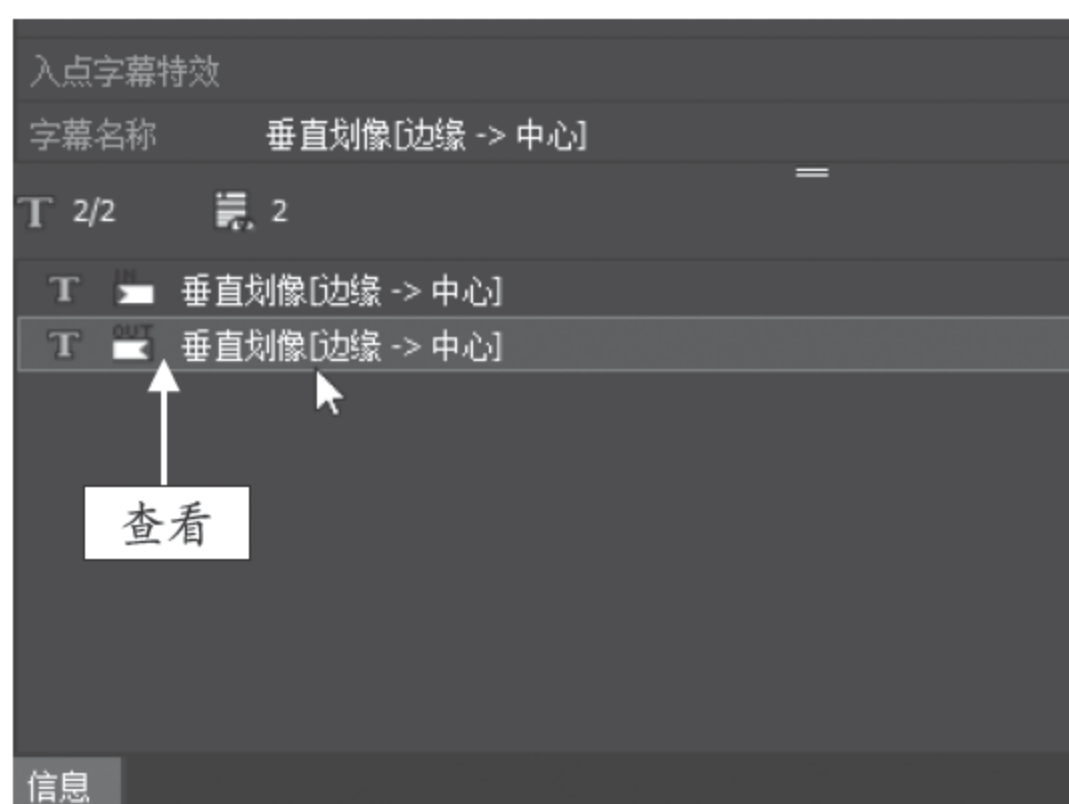 入点字幕特效
字幕名称 垂直划像[边缘 -> 中心]
T 2/2 2
T IN 垂直划像[边缘 -> 中心]
T OUT 垂直划像[边缘 -> 中心]
查看
信息